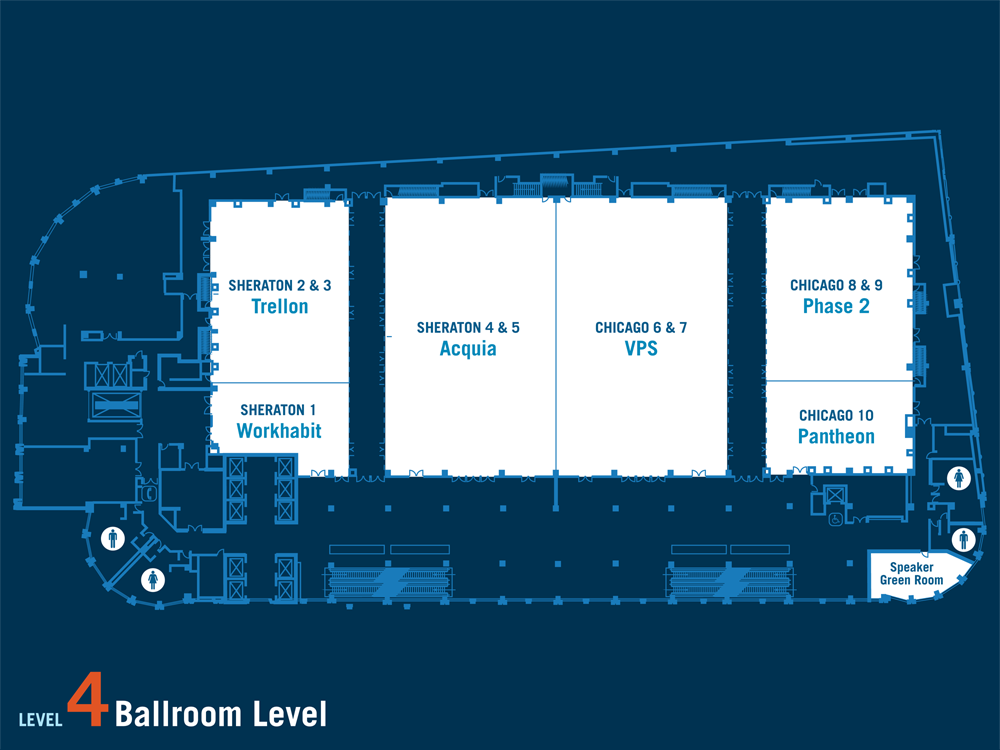 SHERATON 2 & 3
Trellon
SHERATON 4 & 5
Acquia
CHICAGO 6 & 7
VPS
CHICAGO 8 & 9
Phase 2
SHERATON 1
Workhabit
CHICAGO 10
Pantheon
Speaker
Green Room
LEVEL 4 Ballroom Level